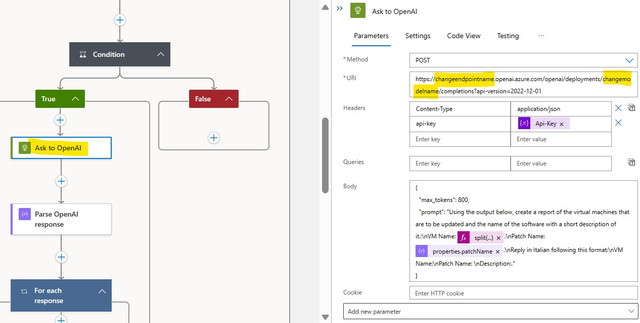 Condition
True
False
Ask to OpenAI
Parse OpenAI
response
For each
response
Ask to OpenAI
Parameters
Settings
Code View
Testing
* Method
POST
* URI
https://changeendpointname.openai.azure.com/openai/deployments/changemo
delname/completions?api-version=2022-12-01
Headers
Content-Type
application/json
api-key
Api-Key ×
Enter key
Enter value
Queries
Enter key
Enter value
Body
{
"max_tokens": 800,
"prompt": "Using the output below, create a report of the virtual machines that
are to be updated and the name of the software with a short description of
it:\nVM Name: split(...) × .\nPatch Name:
properties.patchName × .\nReply in Italian following this format:\nVM
Name:\nPatch Name: \nDescription:."
}
Cookie
Enter HTTP cookie
Add new parameter